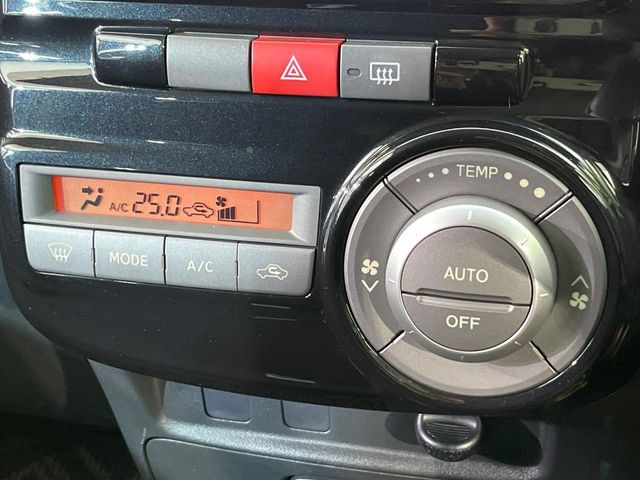 TEMP
A/C 25.0
MODE
A/C
AUTO
OFF